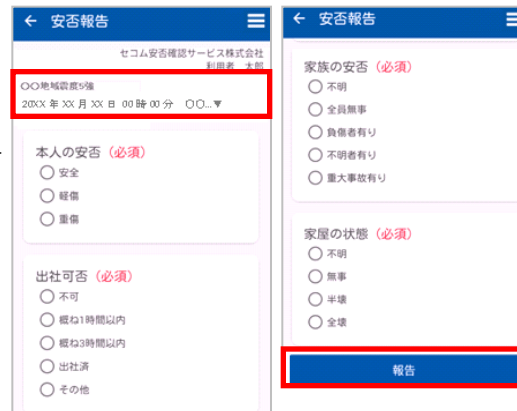 ← 安否報告
セコム安否確認サービス株式会社
利用者 太郎
〇〇地域震度5強
20XX 年 XX 月 XX 日 00 時 00 分 〇〇...▼
本人の安否（必須）
安全
軽傷
重傷
出社可否（必須）
不可
概ね1時間以内
概ね3時間以内
出社済
その他
← 安否報告
家族の安否（必須）
不明
全員無事
負傷者有り
不明者有り
重大事故有り
家屋の状態（必須）
不明
無事
半壊
全壊
報告